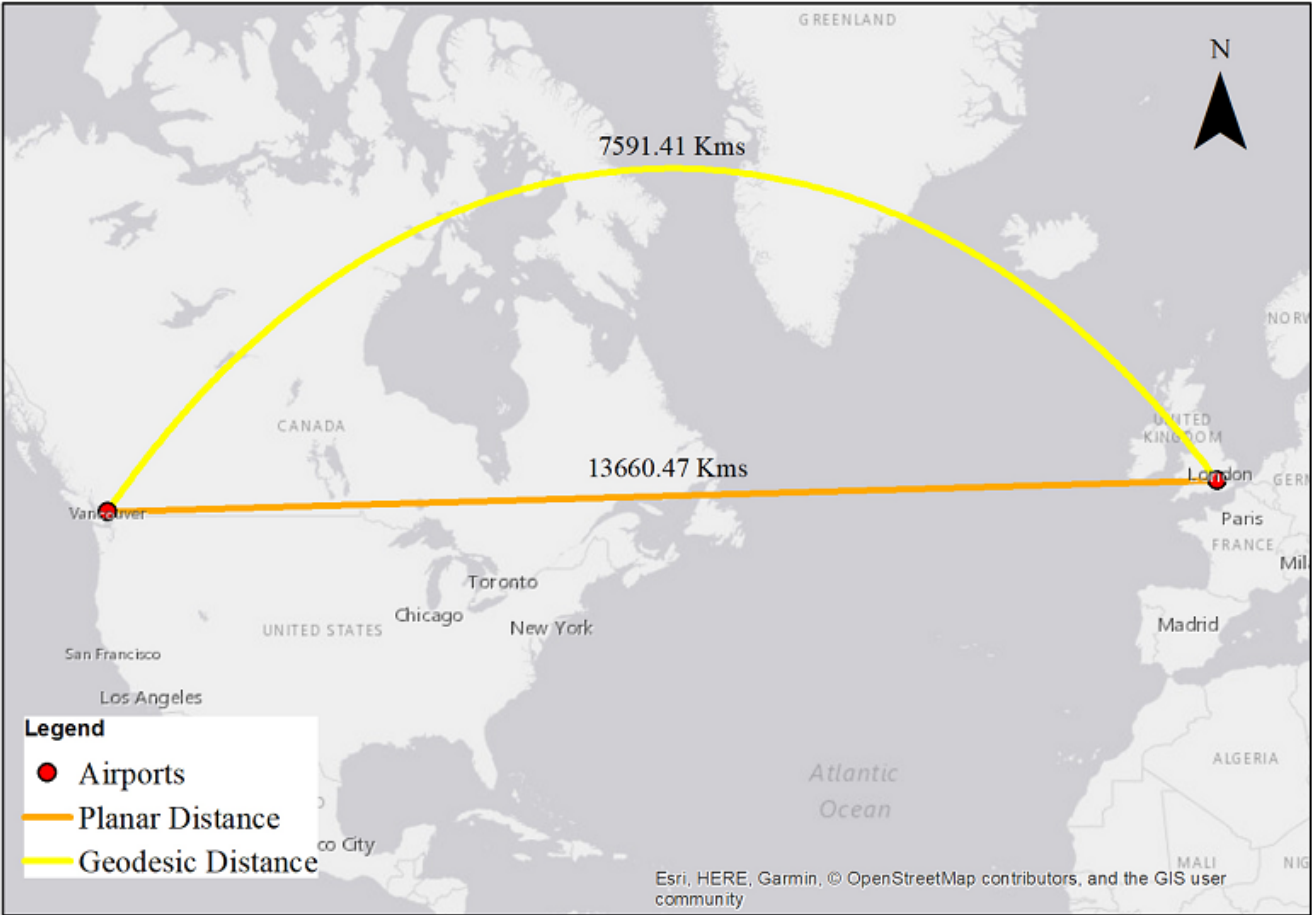 GREENLAND
N
7591.41 Kms
NORW
CANADA
UNITED
KINGDOM
13660.47 Kms
London
GERM
Vancouver
Paris
FRANCE
Mil
Toronto
Chicago
New York
UNITED STATES
Madrid
San Francisco
Los Angeles
Legend
Airports
Planar Distance
Geodesic Distance
Atlantic
Ocean
ALGERIA
co City
MALI
NIG
Esri, HERE, Garmin, © OpenStreetMap contributors, and the GIS user
community